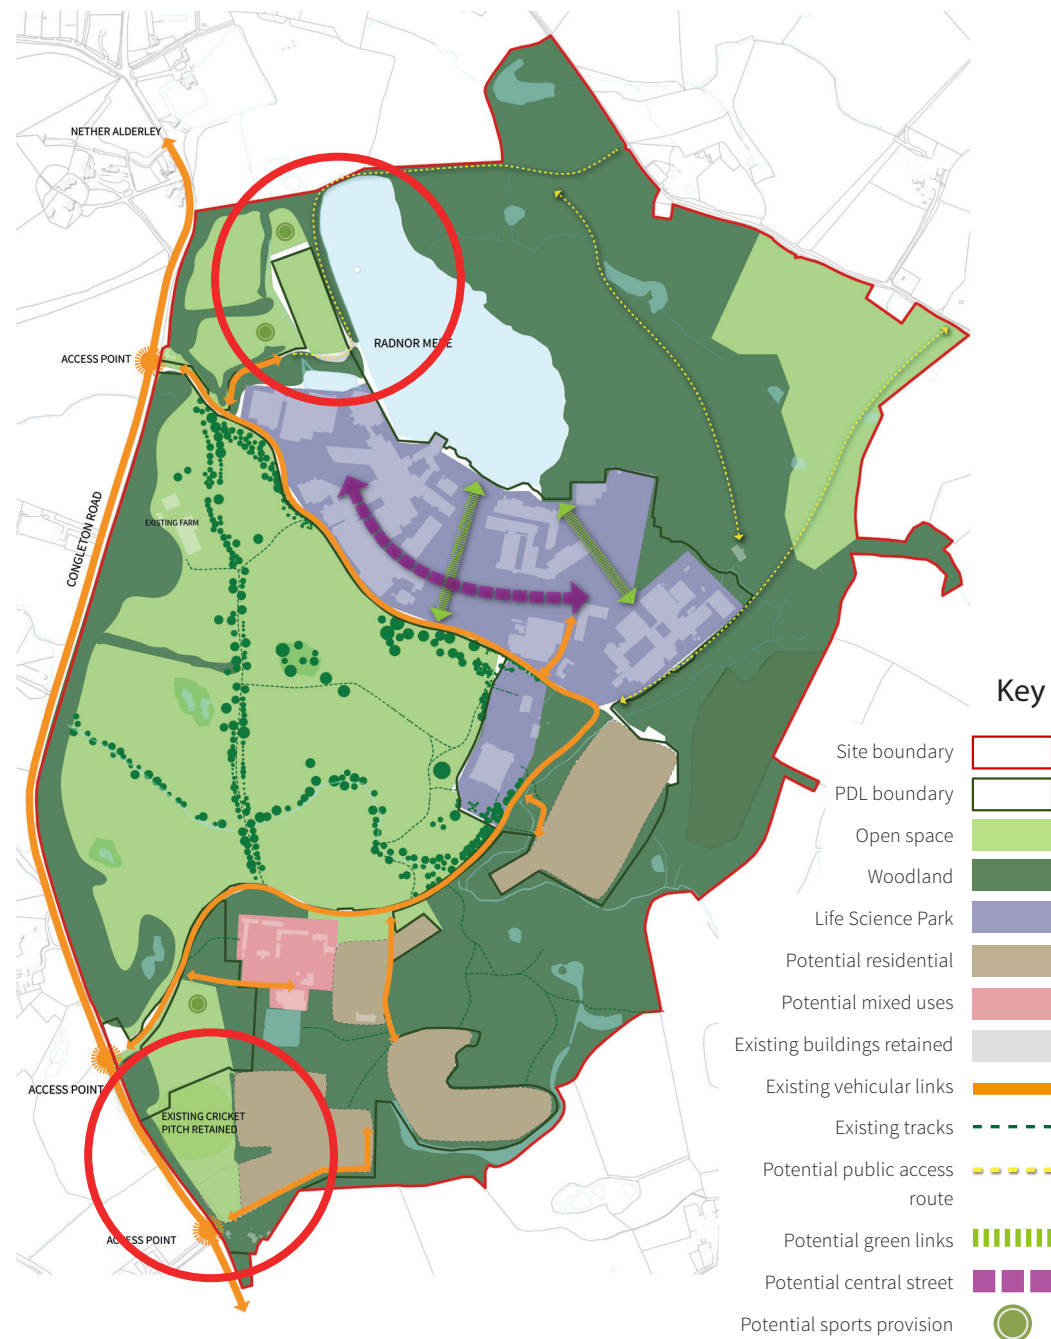 NETHER ALDERLEY
ACCESS POINT
RADNOR MERE
CONGLETON ROAD
EXISTING FARM
ACCESS POINT
EXISTING CRICKET
PITCH RETAINED
ACCESS POINT
Key
Site boundary
PDL boundary
Open space
Woodland
Life Science Park
Potential residential
Potential mixed uses
Existing buildings retained
Existing vehicular links
Existing tracks
Potential public access
route
Potential green links
Potential central street
Potential sports provision